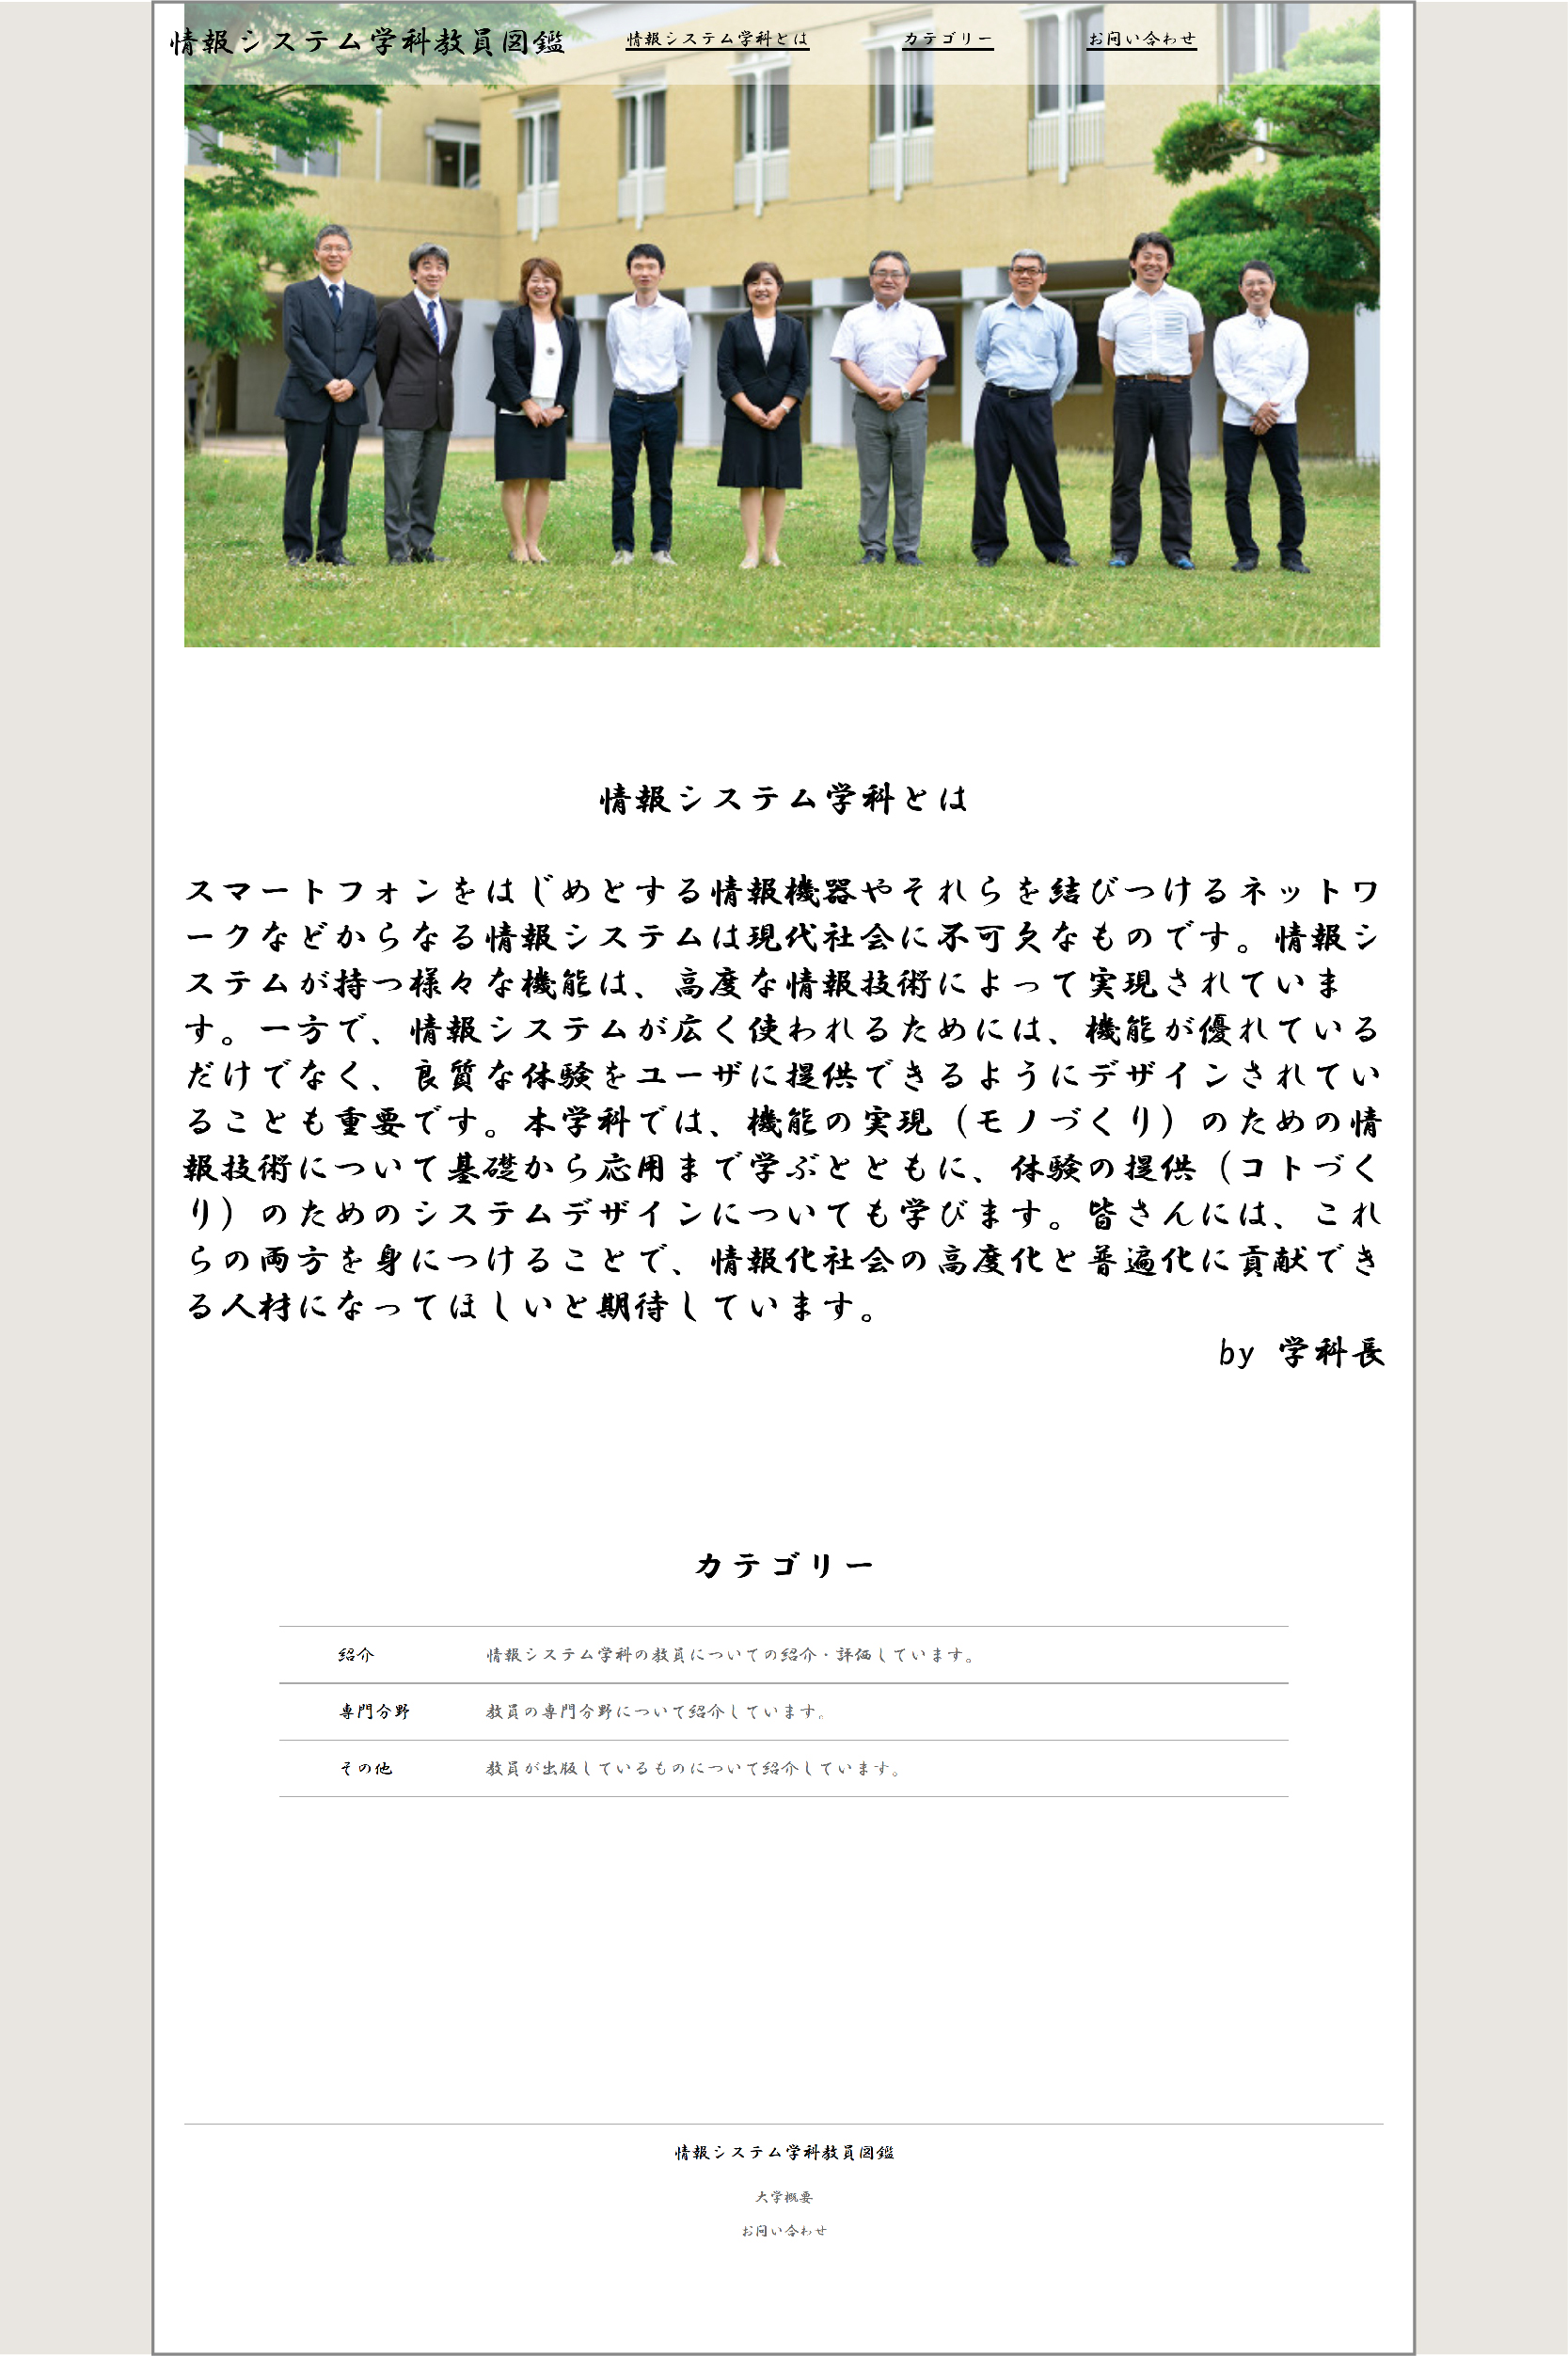 情報システム学科教員図鑑 情報システム学科とは カテゴリー お問い合わせ
情報システム学科とは
スマートフォンをはじめとする情報機器やそれらを結びつけるネットワ
ークなどからなる情報システムは現代社会に不可欠なものです。情報シ
ステムが持つ様々な機能は、高度な情報技術によって実現されていま
す。一方で、情報システムが広く使われるためには、機能が優れている
だけでなく、良質な体験をユーザに提供できるようにデザインされてい
ることも重要です。本学科では、機能の実現（モノづくり）のための情
報技術について基礎から応用まで学ぶとともに、体験の提供（コトづく
り）のためのシステムデザインについても学びます。皆さんには、これ
らの両方を身につけることで、情報化社会の高度化と普遍化に貢献でき
る人材になってほしいと期待しています。
by 学科長
カテゴリー
紹介 情報システム学科の教員についての紹介・評価しています。
専門分野 教員の専門分野について紹介しています。
その他 教員が出版しているものについて紹介しています。
情報システム学科教員図鑑
大学概要
お問い合わせ